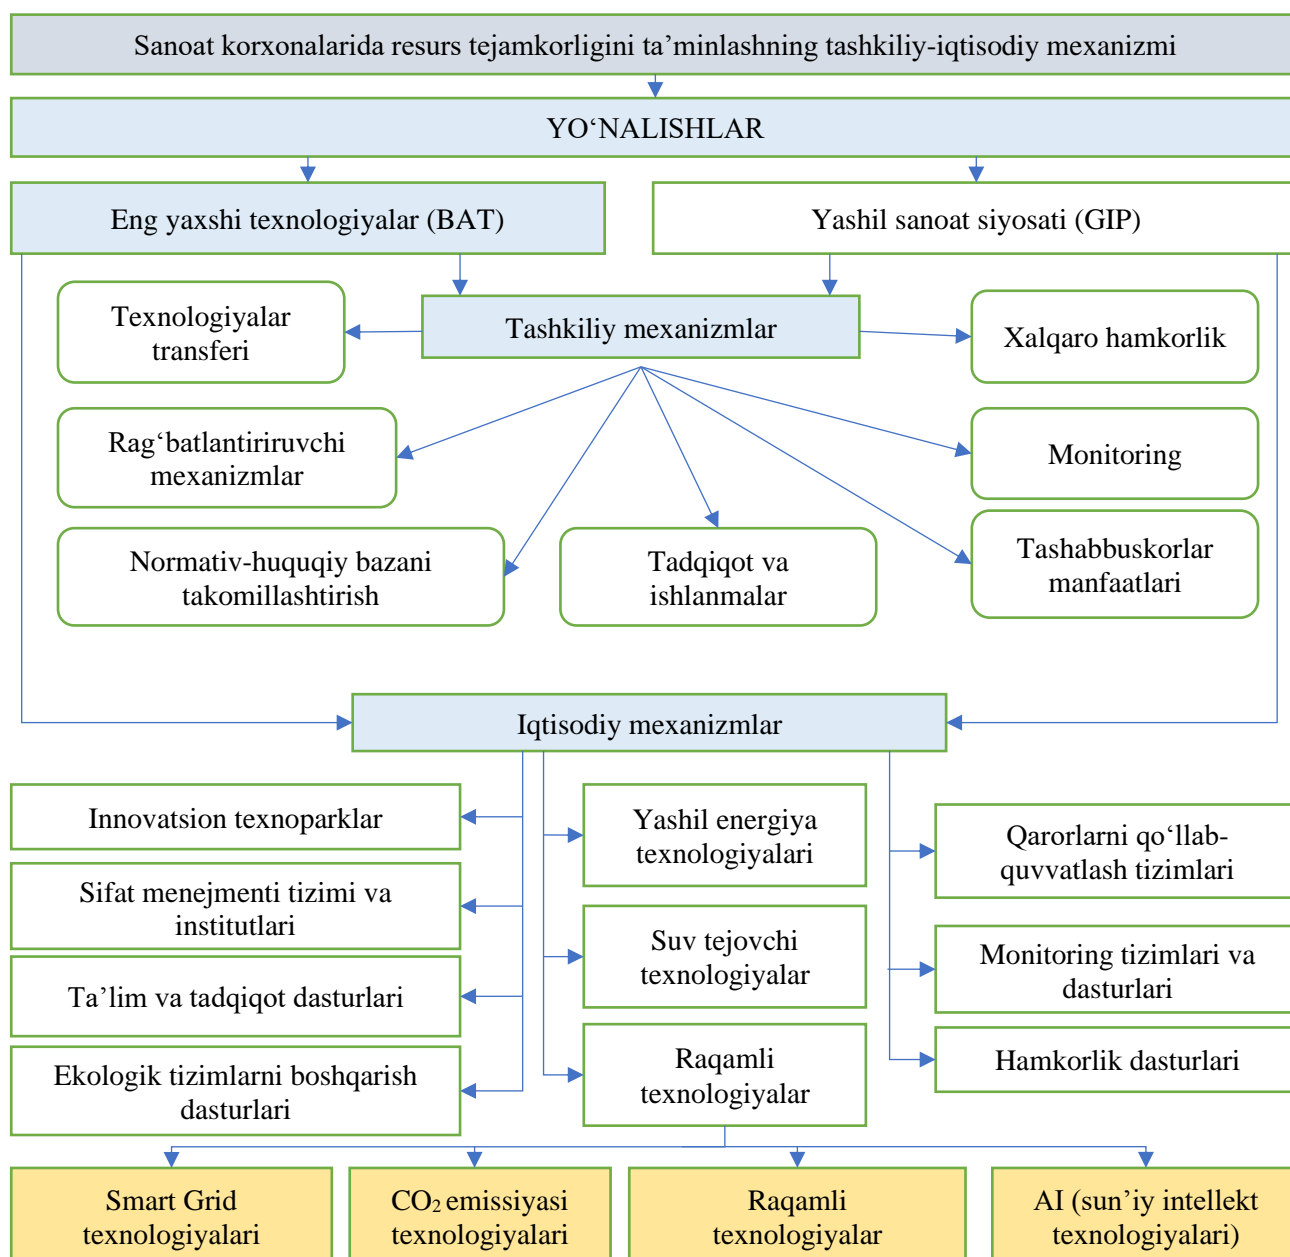 Sanoat korxonalarida resurs tejamkorligini ta’minlashning tashkiliy-iqtisodiy mexanizmi
YO‘NALISHLAR
Eng yaxshi texnologiyalar (BAT)
Yashil sanoat siyosati (GIP)
Texnologiyalar
transferi
Tashkiliy mexanizmlar
Xalqaro hamkorlik
Rag‘batlantiriruvchi
mexanizmlar
Monitoring
Normativ-huquqiy bazani
takomillashtirish
Tadqiqot va
ishlanmalar
Tashabbuskorlar
manfaatlari
Iqtisodiy mexanizmlar
Innovatsion texnoparklar
Sifat menejmenti tizimi va
institutlari
Ta’lim va tadqiqot dasturlari
Ekologik tizimlarni boshqarish
dasturlari
Yashil energiya
texnologiyalari
Suv tejovchi
texnologiyalar
Raqamli
texnologiyalar
Qarorlarni qo‘llab-
quvvatlash tizimlari
Monitoring tizimlari va
dasturlari
Hamkorlik dasturlari
Smart Grid
texnologiyalari
CO₂ emissiyasi
texnologiyalari
Raqamli
texnologiyalar
AI (sun’iy intellekt
texnologiyalari)